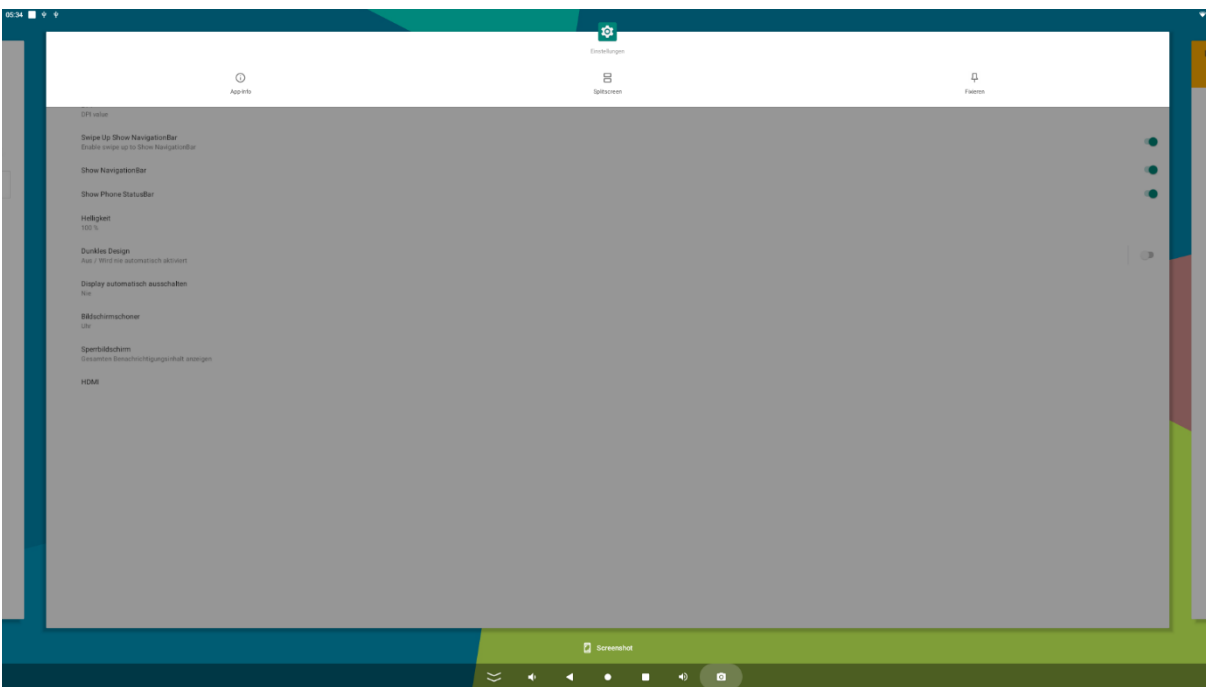 05:34
Einstellungen
App-Info
Splitscreen
Fixieren
DPI value
Swipe Up Show NavigationBar
Enable swipe up to Show NavigationBar
Show NavigationBar
Show Phone StatusBar
Helligkeit
100 %
Dunkles Design
Aus / Wird nie automatisch aktiviert
Display automatisch ausschalten
Nie
Bildschirmschoner
Uhr
Sperrbildschirm
Gesamten Benachrichtigungsinhalt anzeigen
HDMI
Screenshot